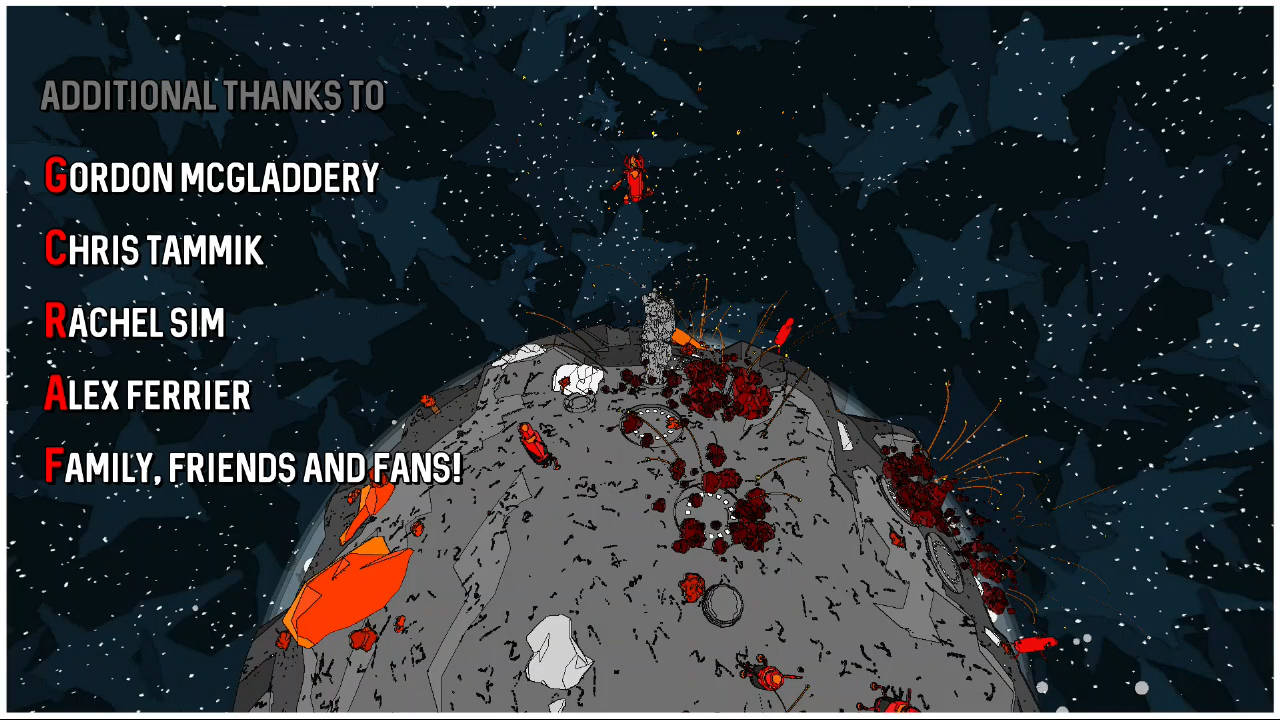 ADDITIONAL THANKS TO
GORDON MCGLADDERY
CHRIS TAMMIK
RACHEL SIM
ALEX FERRIER
FAMILY, FRIENDS AND FANS!